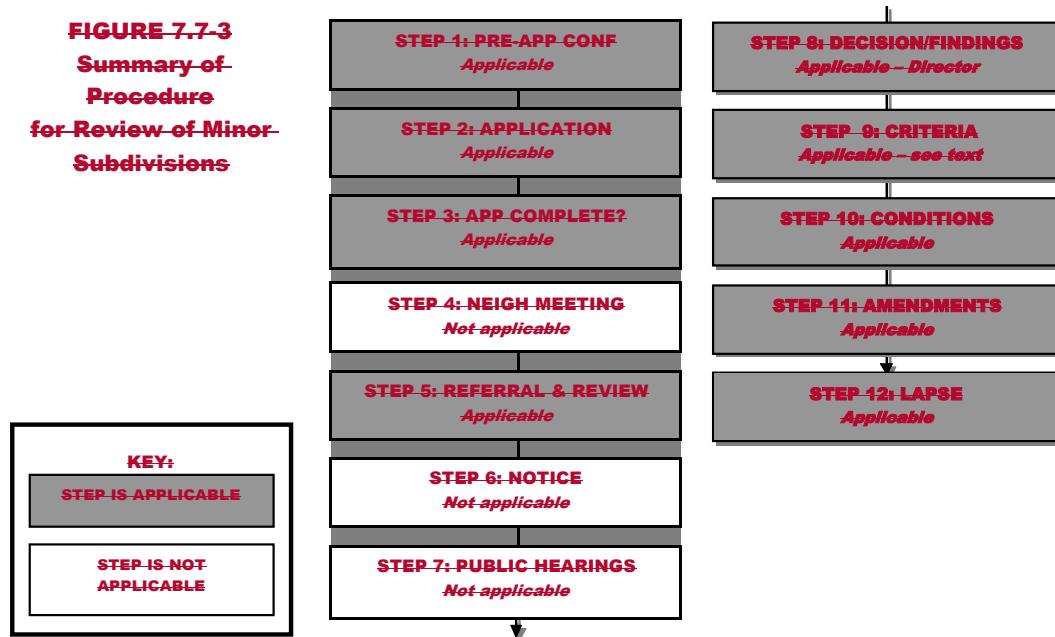 FIGURE 7.7-3
Summary of
Procedure
for Review of Minor
Subdivisions
KEY:
STEP IS APPLICABLE
STEP IS NOT
APPLICABLE
STEP 1: PRE-APP CONF
Applicable
STEP 2: APPLICATION
Applicable
STEP 3: APP COMPLETE?
Applicable
STEP 4: NEIGH MEETING
Not applicable
STEP 5: REFERRAL & REVIEW
Applicable
STEP 6: NOTICE
Not applicable
STEP 7: PUBLIC HEARINGS
Not applicable
STEP 8: DECISION/FINDINGS
Applicable – Director
STEP 9: CRITERIA
Applicable – see text
STEP 10: CONDITIONS
Applicable
STEP 11: AMENDMENTS
Applicable
STEP 12: LAPSE
Applicable